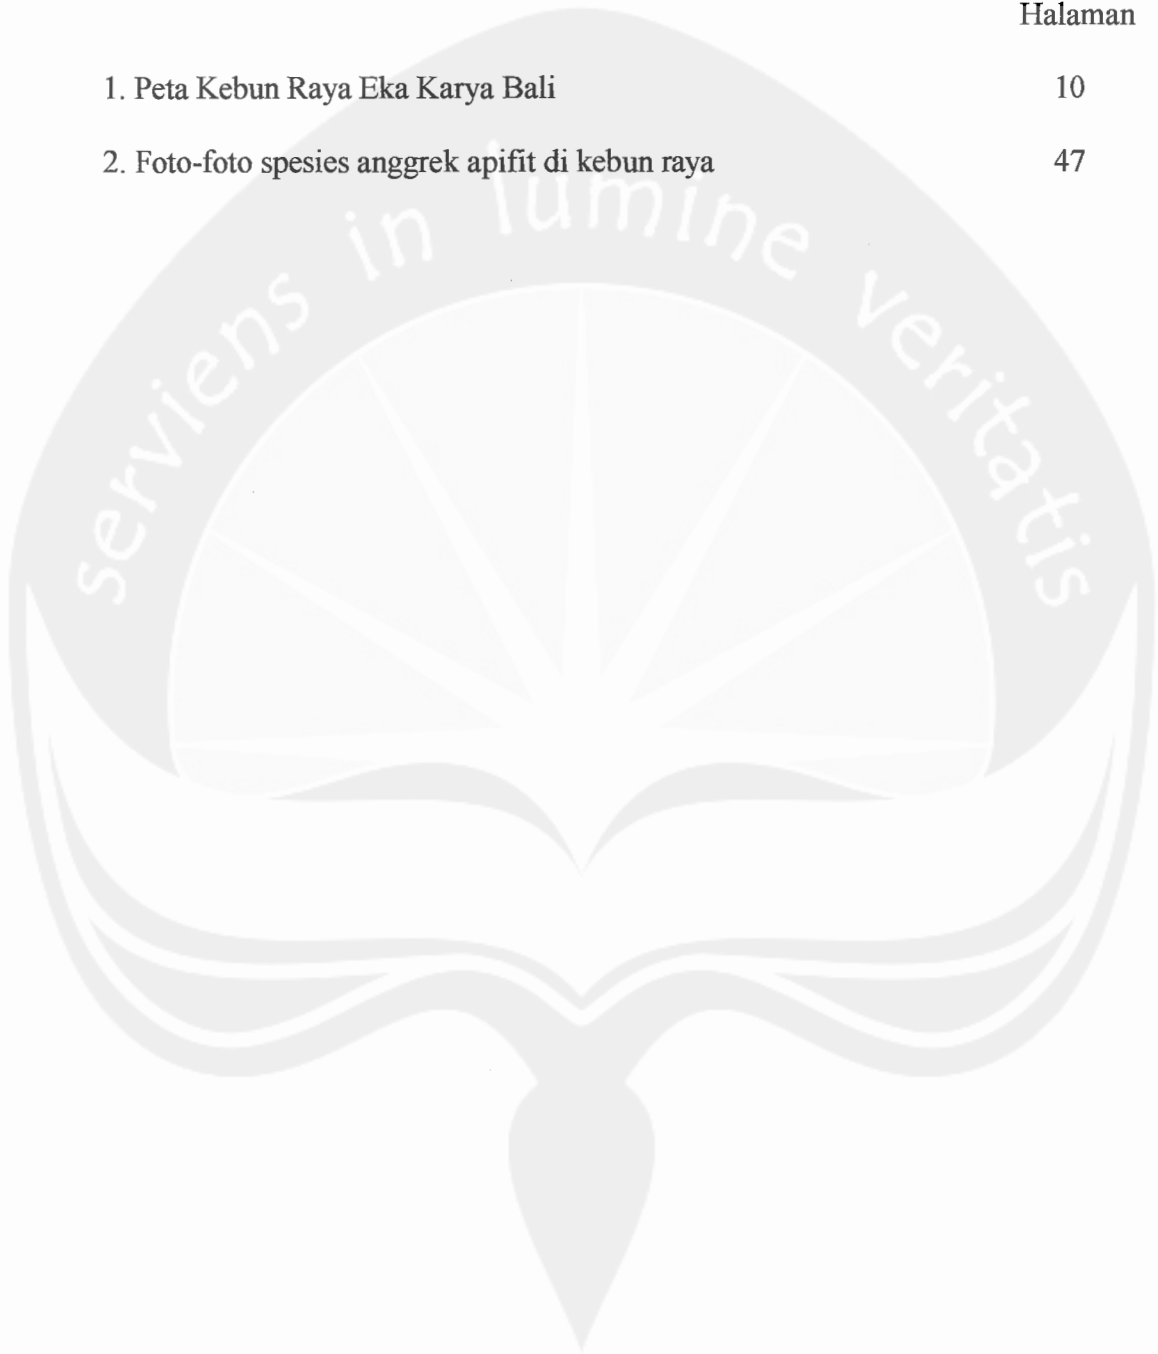 Halaman
1. Peta Kebun Raya Eka Karya Bali 10
2. Foto-foto spesies anggrek apifit di kebun raya 47
serviens in lumine veritatis